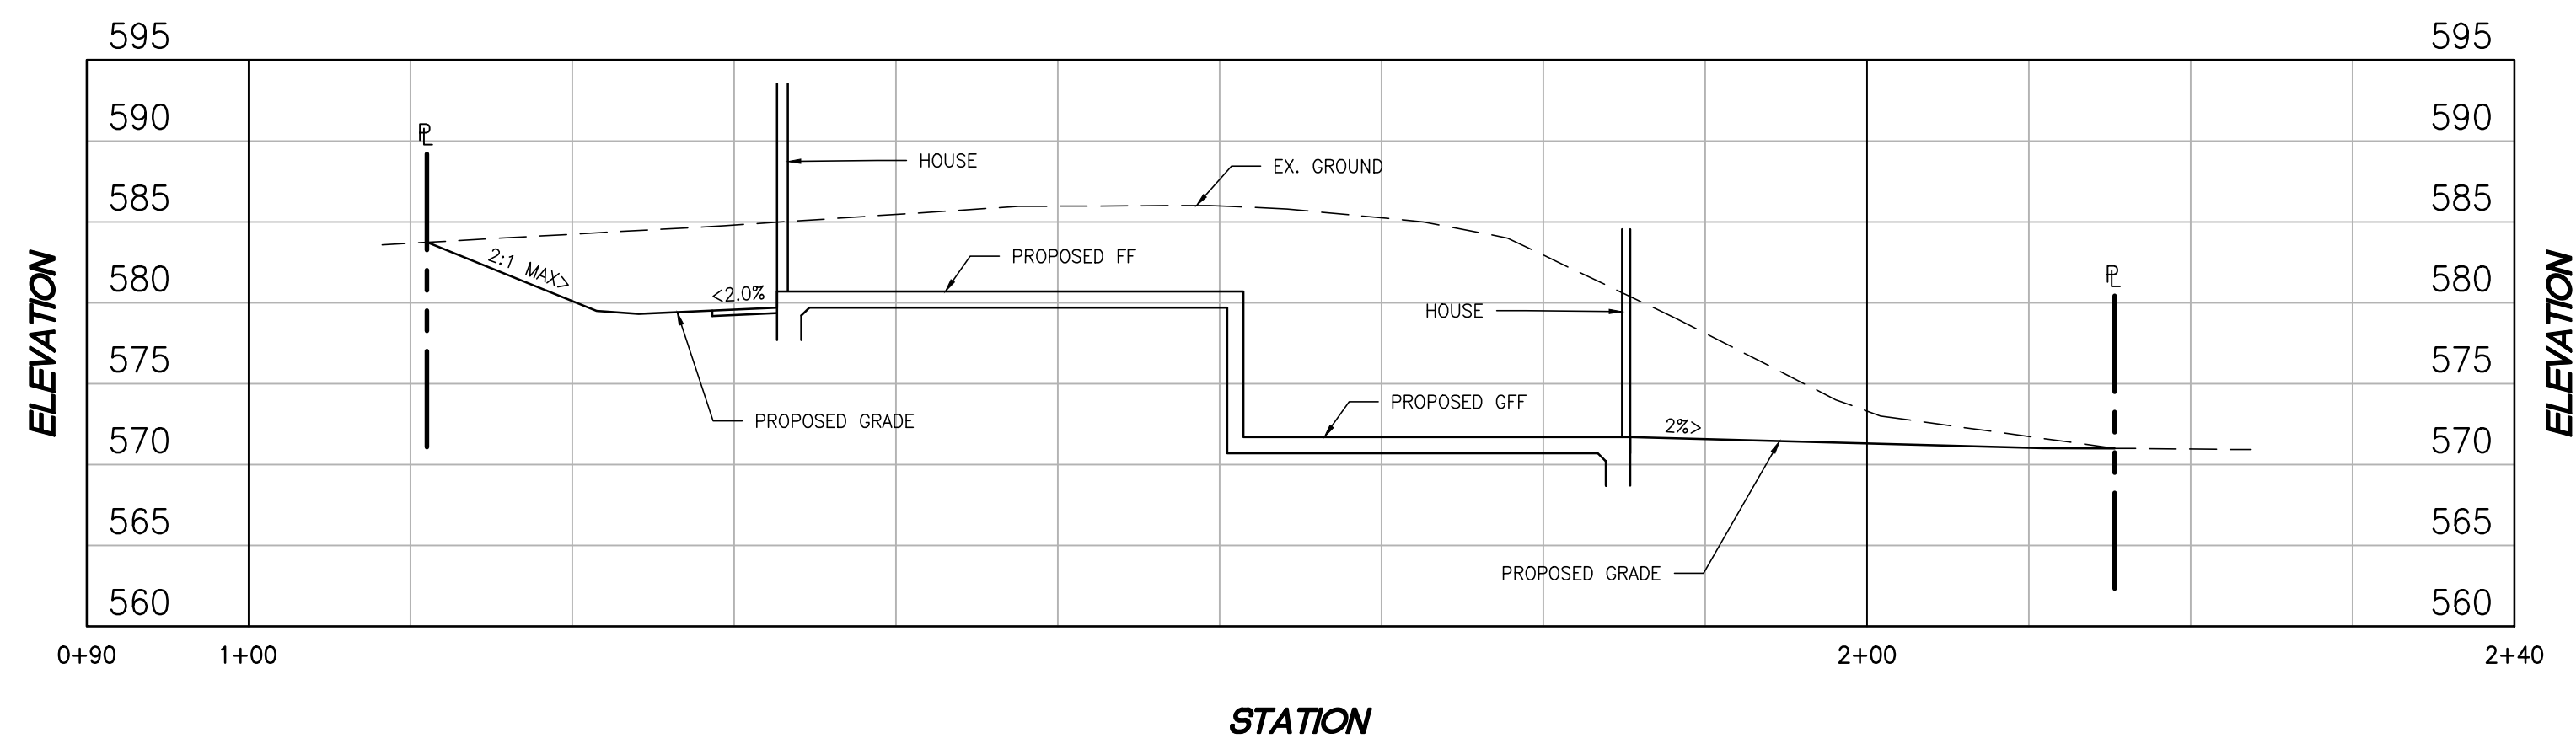 595 595
590 590
℄
HOUSE
EX. GROUND
585 585
2:1 MAX>
PROPOSED FF
580 580
℄
<2.0%
HOUSE
575 575
PROPOSED GRADE
PROPOSED GFF
2%>
570 570
565 565
PROPOSED GRADE
560 560
ELEVATION
ELEVATION
0+90 1+00 2+00 2+40
STATION